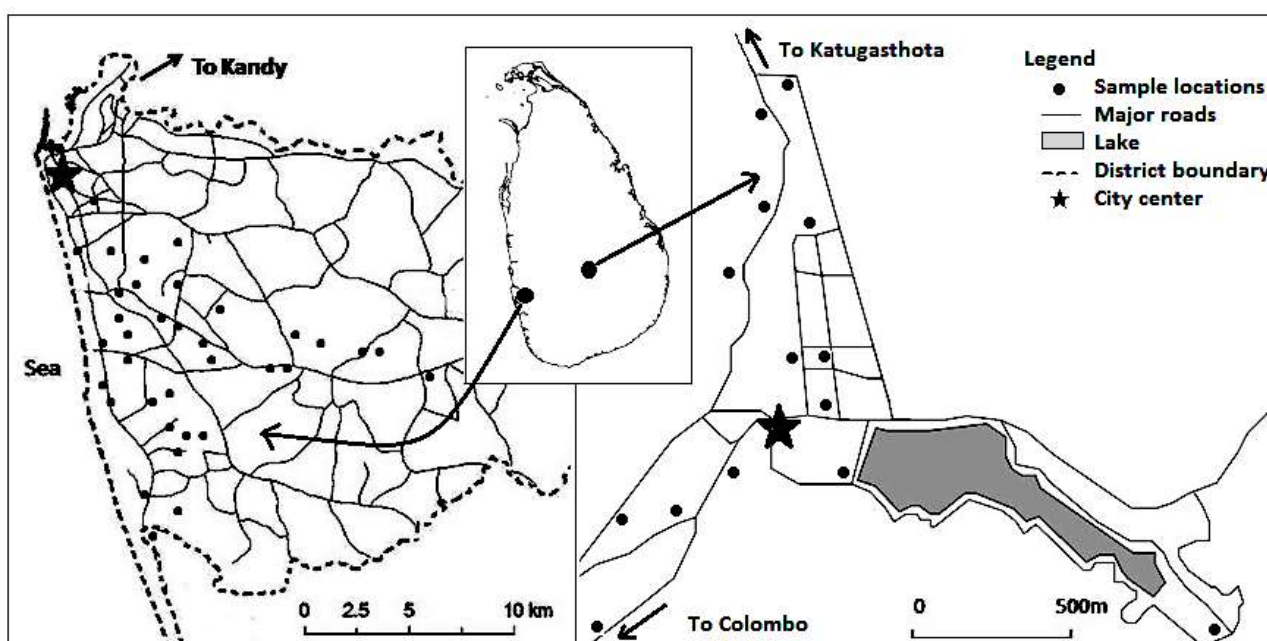 To Kandy
Sea
0 2.5 5 10 km
To Katugasthota
To Colombo
0 500m
Legend
Sample locations
Major roads
Lake
District boundary
City center